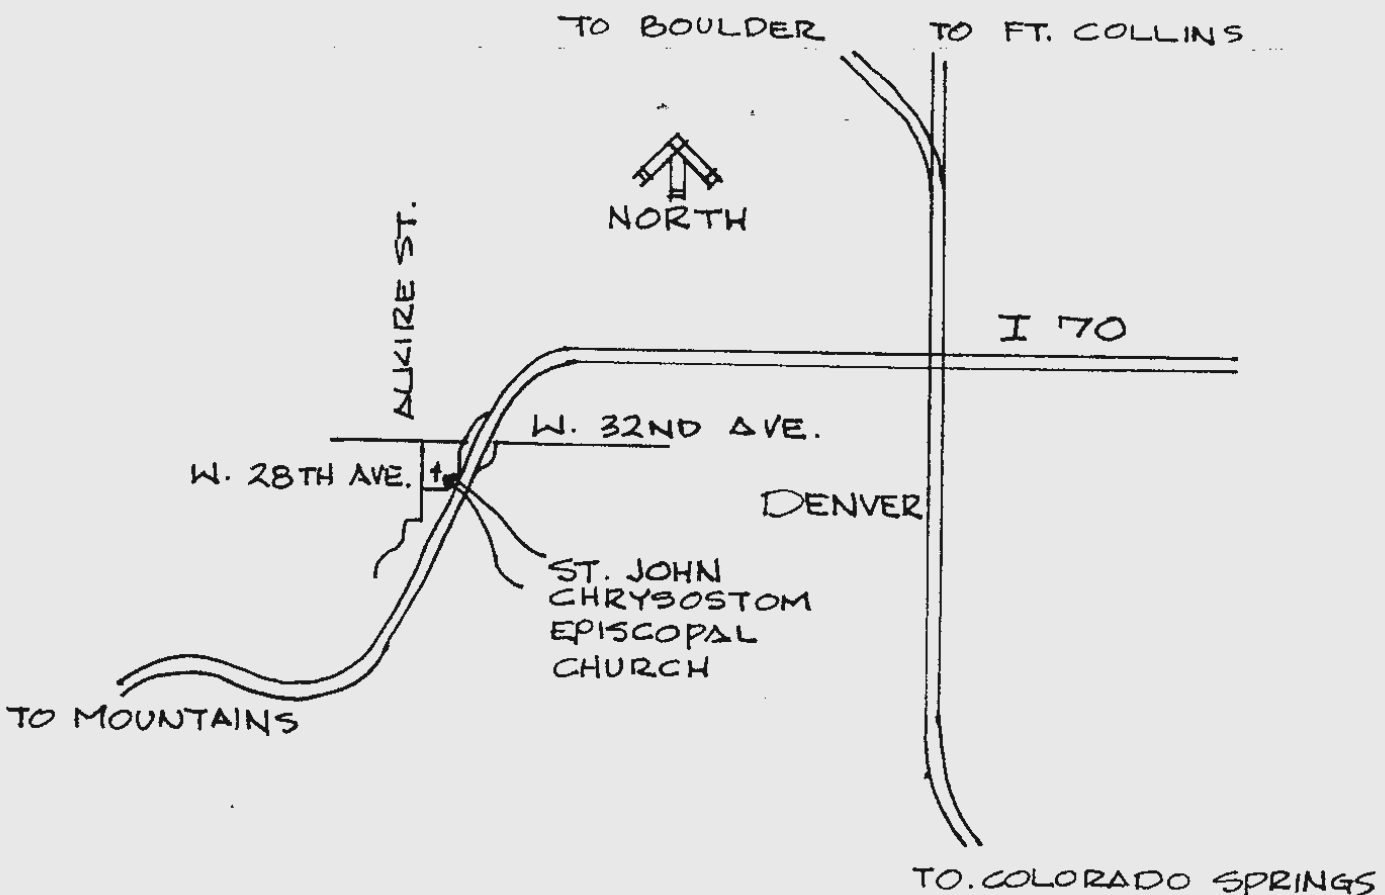 TO BOULDER
TO FT. COLLINS
NORTH
ALKIRE ST.
I 70
W. 32ND AVE.
W. 28TH AVE.
DENVER
ST. JOHN
CHRYSOSTOM
EPISCOPAL
CHURCH
TO MOUNTAINS
TO. COLORADO SPRINGS